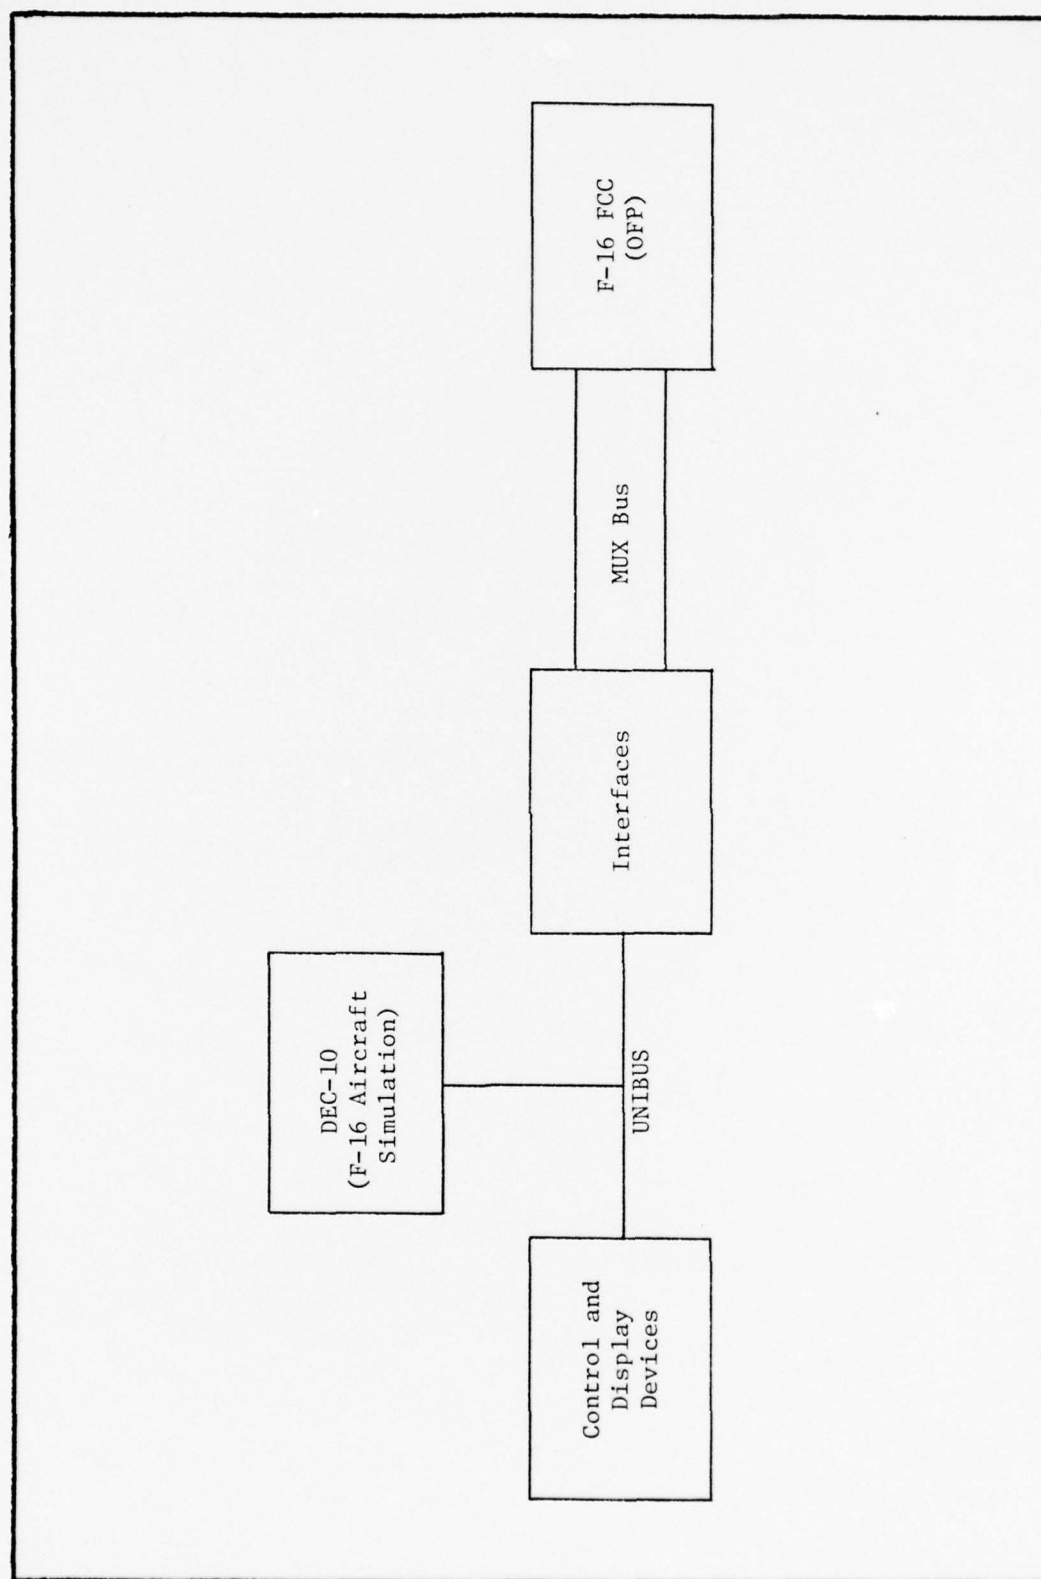 DEC-10
(F-16 Aircraft
Simulation)
Control and
Display
Devices
UNIBUS
Interfaces
MUX Bus
F-16 FCC
(OFP)